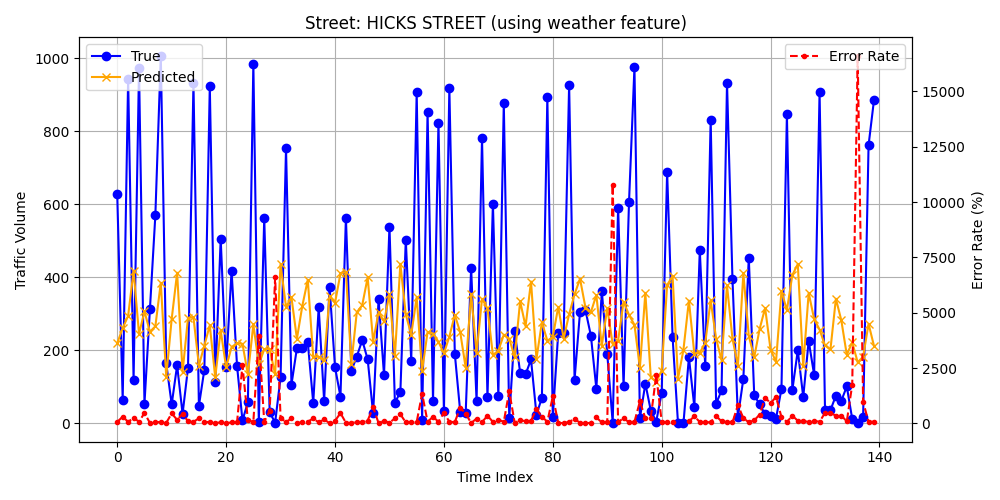 Street: HICKS STREET (using weather feature)
True
Predicted
Error Rate
Traffic Volume
1000
800
600
400
200
0
15000
12500
10000
7500
5000
2500
0
Error Rate (%)
0 20 40 60 80 100 120 140
Time Index